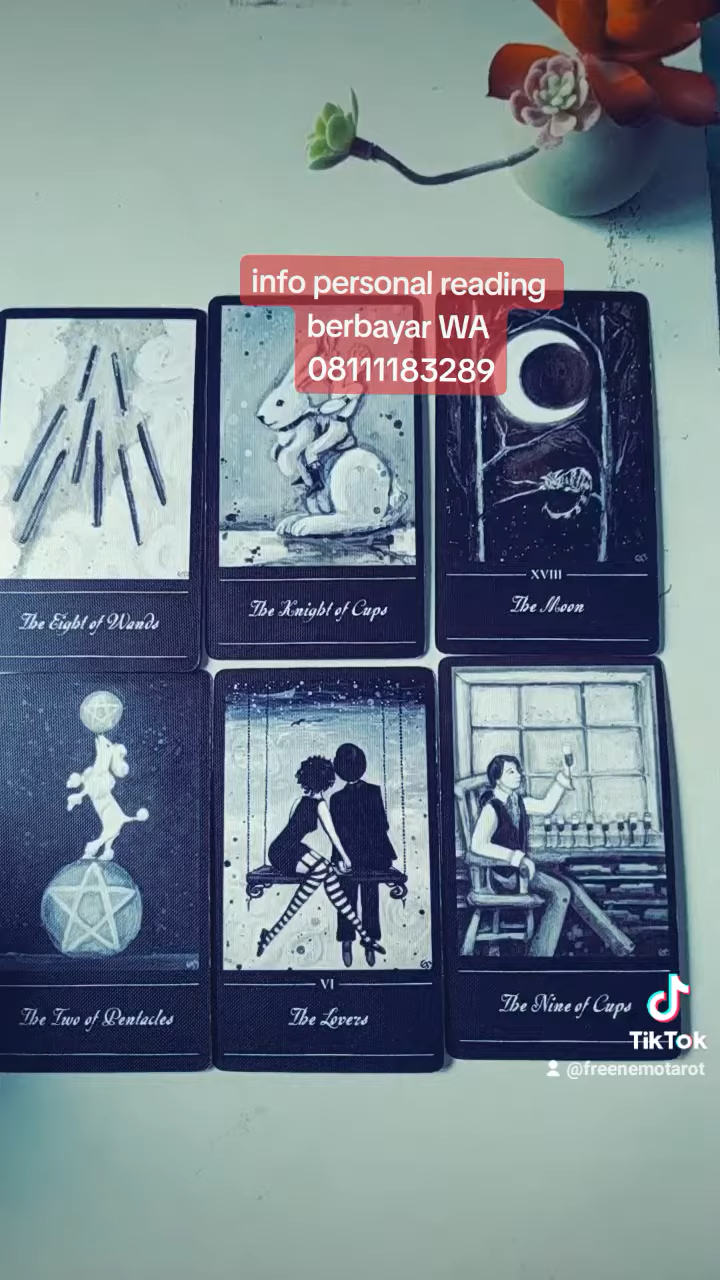 info personal reading
berbayar WA
08111183289
The Eight of Wands
The Knight of Cups
XVIII
The Moon
The Two of Pentacles
VI
The Lovers
The Nine of Cups
TikTok
@freenemotarot